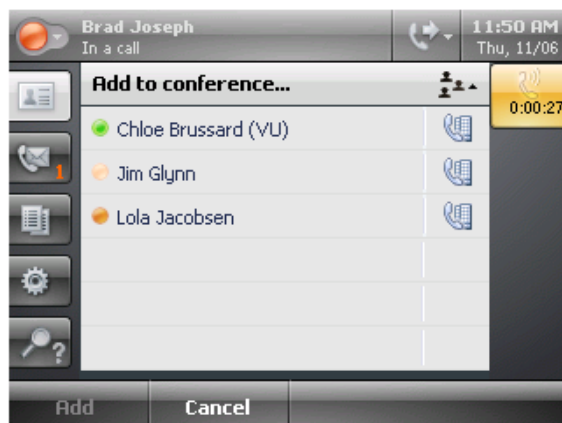 Brad Joseph
In a call
11:50 AM
Thu, 11/06
Add to conference...
0:00:27
Chloe Brussard (VU)
1
Jim Glynn
Lola Jacobsen
?
Add
Cancel